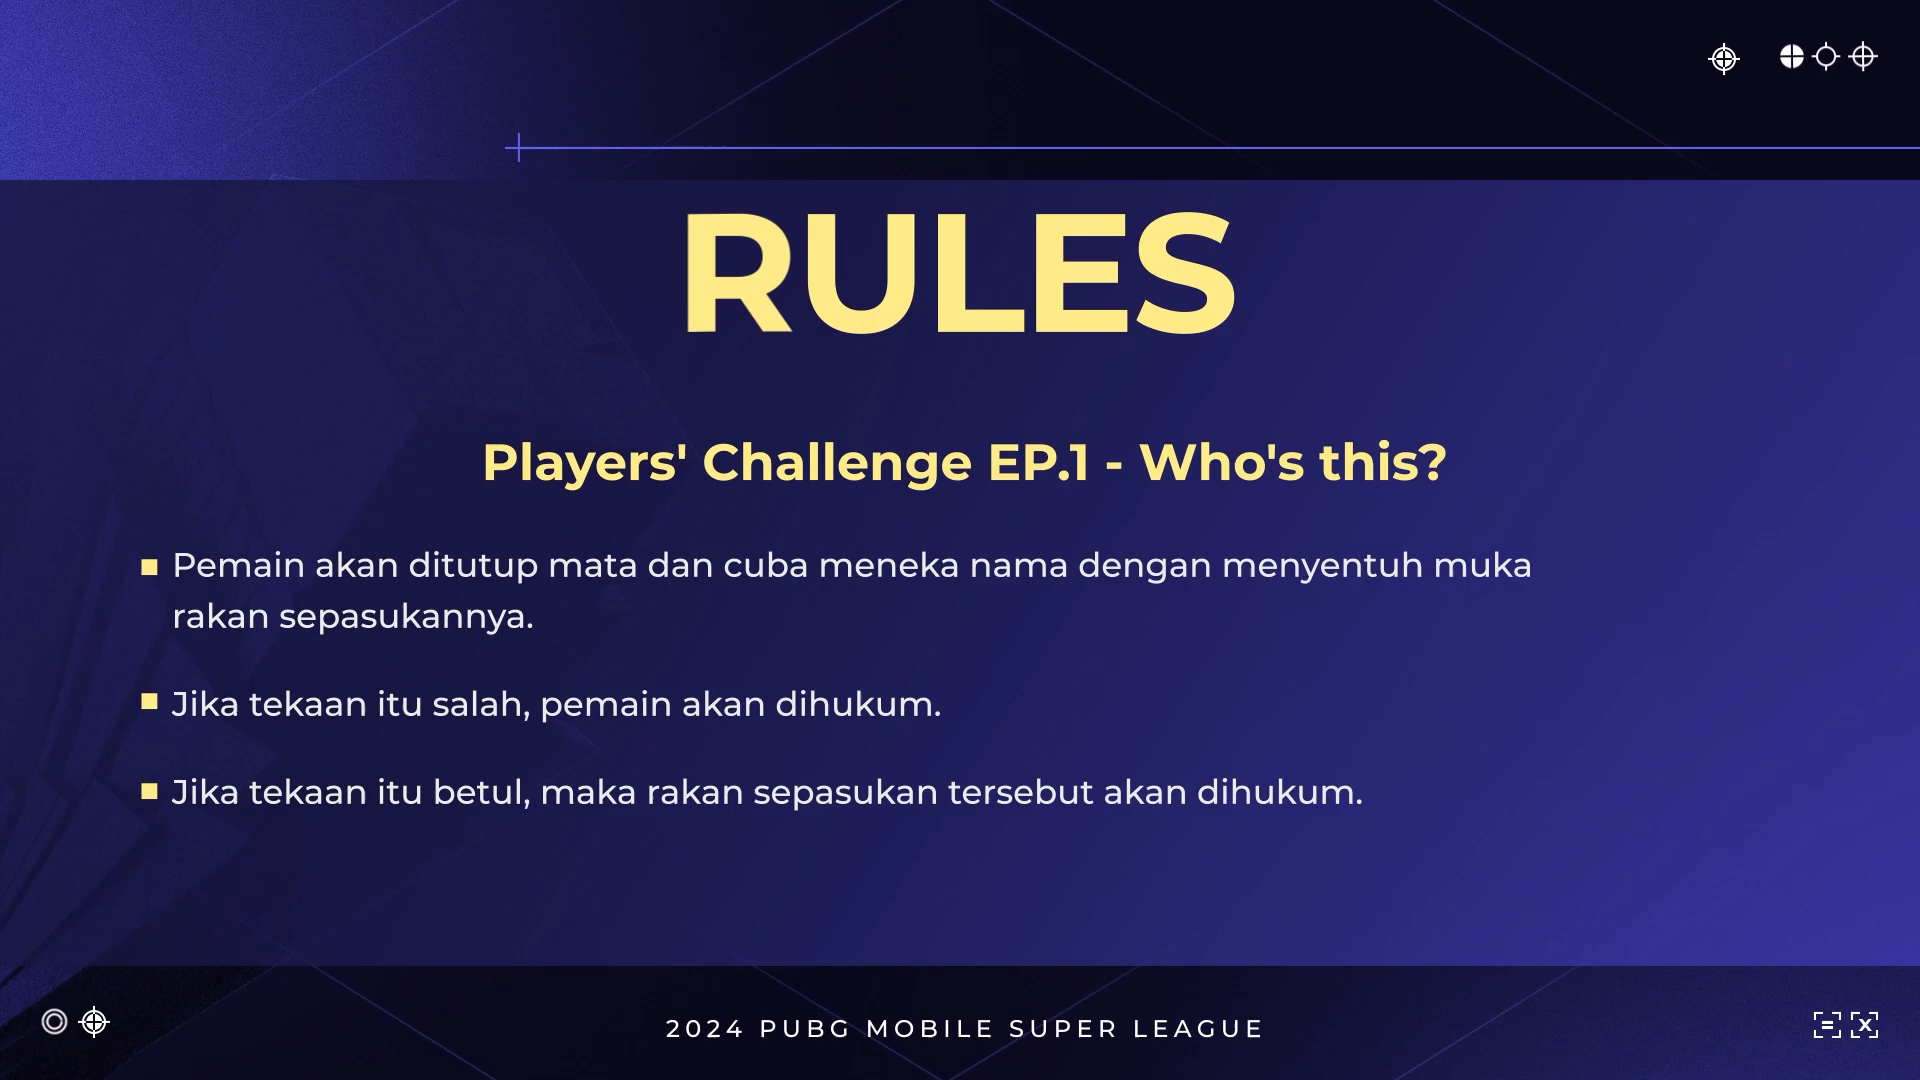 RULES
Players' Challenge EP.1 - Who's this?
Pemain akan ditutup mata dan cuba meneka nama dengan menyentuh muka
rakan sepasukannya.
Jika tekaan itu salah, pemain akan dihukum.
Jika tekaan itu betul, maka rakan sepasukan tersebut akan dihukum.
2024 PUBG MOBILE SUPER LEAGUE